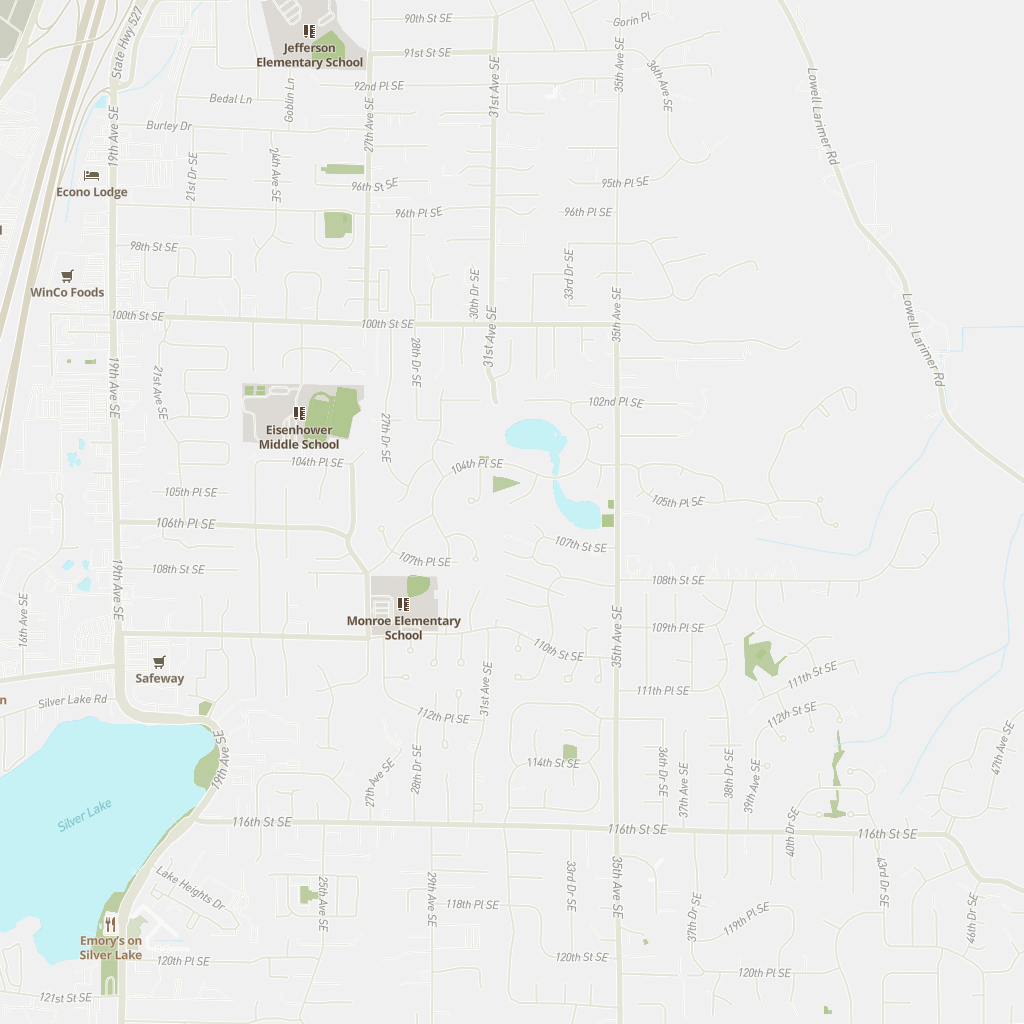 State Hwy 527
90th St SE
Gorin Pl
Jefferson
Elementary School
91st St SE
35th Ave SE
36th Ave SE
92nd Pl SE
Bedal Ln
Goblin Ln
31st Ave SE
Lowell Larimer Rd
19th Ave SE
Burley Dr
27th Ave SE
24th Ave SE
21st Dr SE
Econo Lodge
96th St SE
95th Pl SE
96th Pl SE
96th Pl SE
98th St SE
33rd Dr SE
30th Dr SE
WinCo Foods
35th Ave SE
Lowell Larimer Rd
100th St SE
100th St SE
31st Ave SE
28th Dr SE
19th Ave SE
21st Ave SE
102nd Pl SE
Eisenhower
Middle School
27th Dr SE
104th Pl SE
104th Pl SE
105th Pl SE
105th Pl SE
106th Pl SE
107th St SE
107th Pl SE
108th St SE
19th Ave SE
108th St SE
16th Ave SE
Monroe Elementary
School
109th Pl SE
35th Ave SE
110th St SE
Safeway
111th St SE
31st Ave SE
111th Pl SE
Silver Lake Rd
n
112th Pl SE
112th St SE
19th Ave SE
47th Ave SE
114th St SE
28th Dr SE
36th Dr SE
27th Ave SE
37th Ave SE
38th Dr SE
39th Ave SE
Silver Lake
116th St SE
116th St SE
40th Dr SE
116th St SE
Lake Heights Dr
25th Ave SE
29th Ave SE
33rd Dr SE
35th Ave SE
43rd Dr SE
118th Pl SE
37th Dr SE
119th Pl SE
46th Dr SE
Emory's on
Silver Lake
120th Pl SE
120th St SE
120th Pl SE
121st St SE